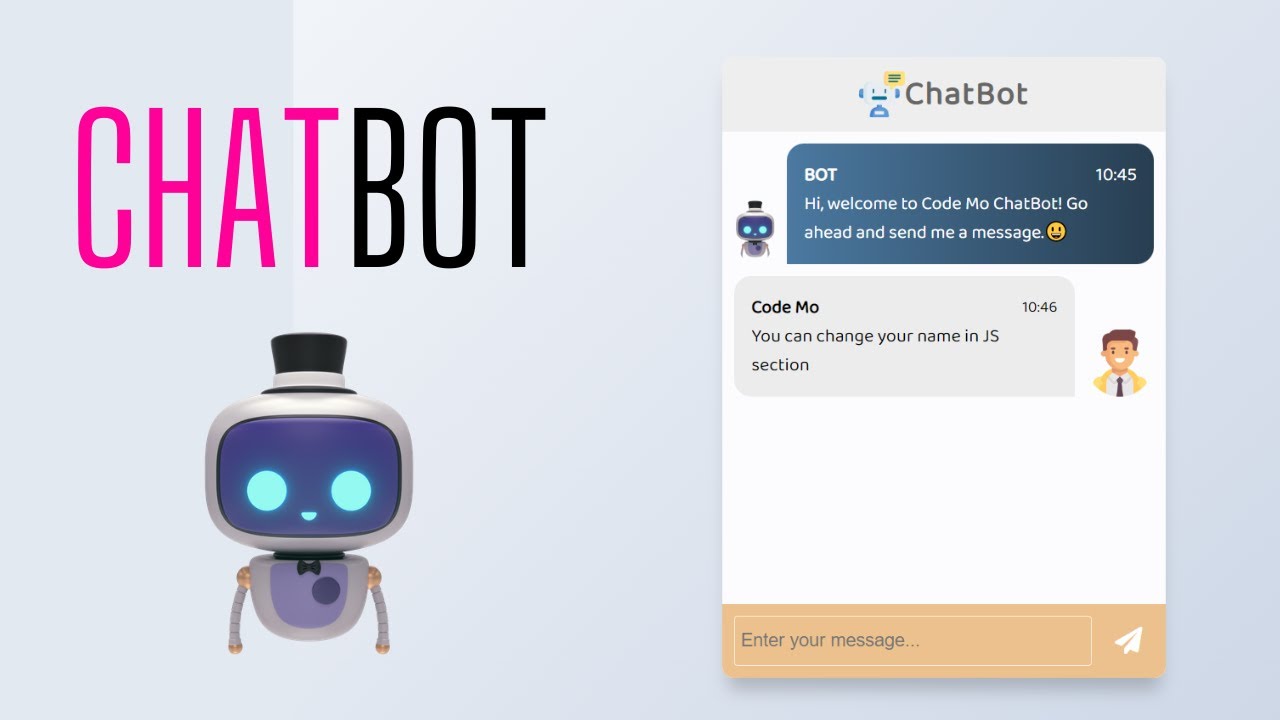 CHATBOT
ChatBot
BOT 10:45
Hi, welcome to Code Mo ChatBot! Go
ahead and send me a message.😃
Code Mo 10:46
You can change your name in JS
section
Enter your message...